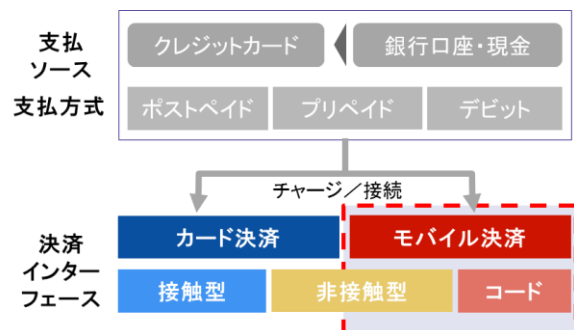 支払
ソース
クレジットカード
銀行口座・現金
支払方式
ポストペイド
プリペイド
デビット
チャージ／接続
決済
インター
フェース
カード決済
モバイル決済
接触型
非接触型
コード